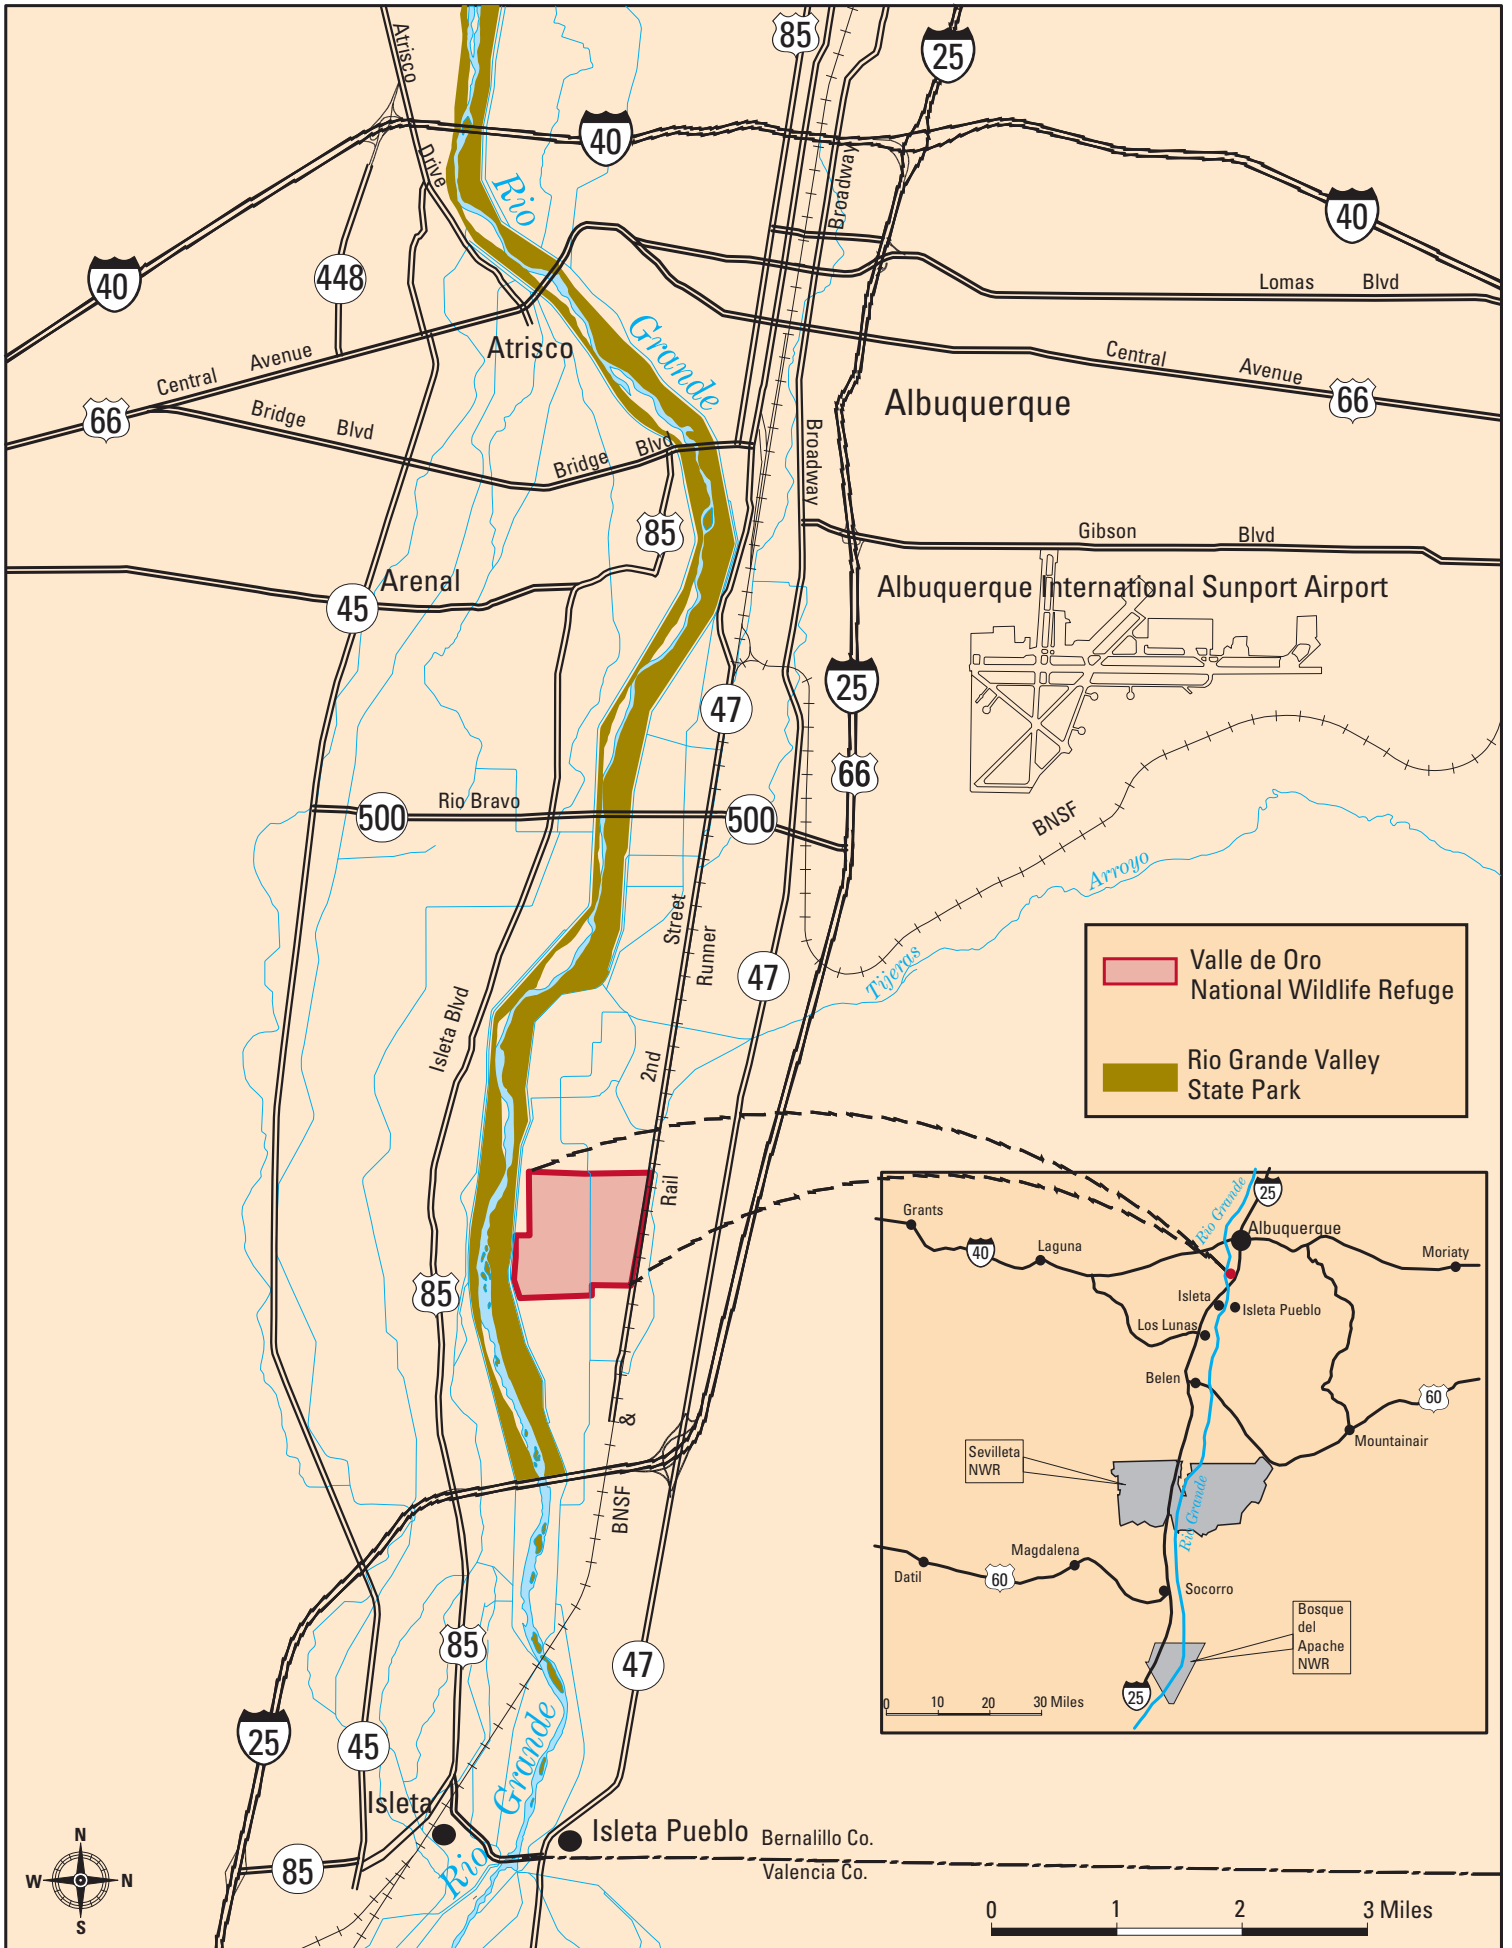 85
25
Atrisco
Drive
40
Rio
Broadway
40
40
448
Lomas Blvd
Grande
Atrisco
Central Avenue
Central Avenue
66
66
Albuquerque
Bridge Blvd
Bridge Blvd
Broadway
85
Gibson Blvd
Arenal
45
Albuquerque International Sunport Airport
25
47
66
500
Rio Bravo
500
BNSF
Arroyo
Tijeras
Street
Runner
47
Isleta Blvd
2nd
Rail
Valle de Oro
National Wildlife Refuge
Rio Grande Valley
State Park
85
&
BNSF
85
47
25
45
Grande
Rio
Isleta
Isleta Pueblo
Bernalillo Co.
Valencia Co.
85
N
W
N
S
0 1 2 3 Miles
Rio Grande
25
Grants
Albuquerque
40
Laguna
Moriaty
Isleta
Isleta Pueblo
Los Lunas
Belen
60
Mountainair
Sevilleta
NWR
Rio Grande
Magdalena
Datil
60
Socorro
Bosque
del
Apache
NWR
25
0 10 20 30 Miles